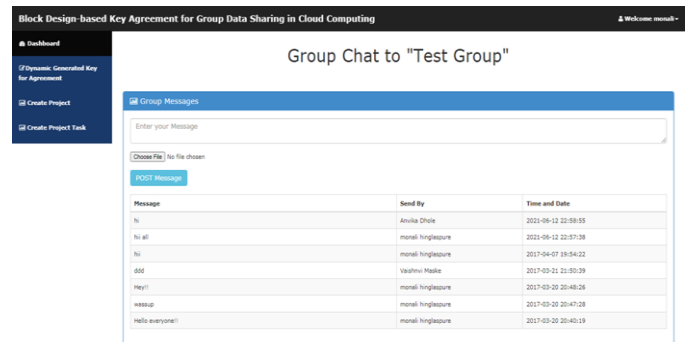 Block Design-based Key Agreement for Group Data Sharing in Cloud Computing
Welcome monali
Dashboard
Group Chat to "Test Group"
Dynamic Generated Key
for Agreement
Create Project
Create Project Task
Group Messages
Enter your Message
Choose File No file chosen
POST Message
Message Send By Time and Date
hi Anvika Dhole 2021-06-12 22:58:55
hii all monali hinglaspure 2021-06-12 22:57:38
hii monali hinglaspure 2017-04-07 19:54:22
ddd Vaishnvi Maske 2017-03-21 21:50:39
Hey!! monali hinglaspure 2017-03-20 20:48:26
wassup monali hinglaspure 2017-03-20 20:47:28
Hello everyone!! monali hinglaspure 2017-03-20 20:40:19